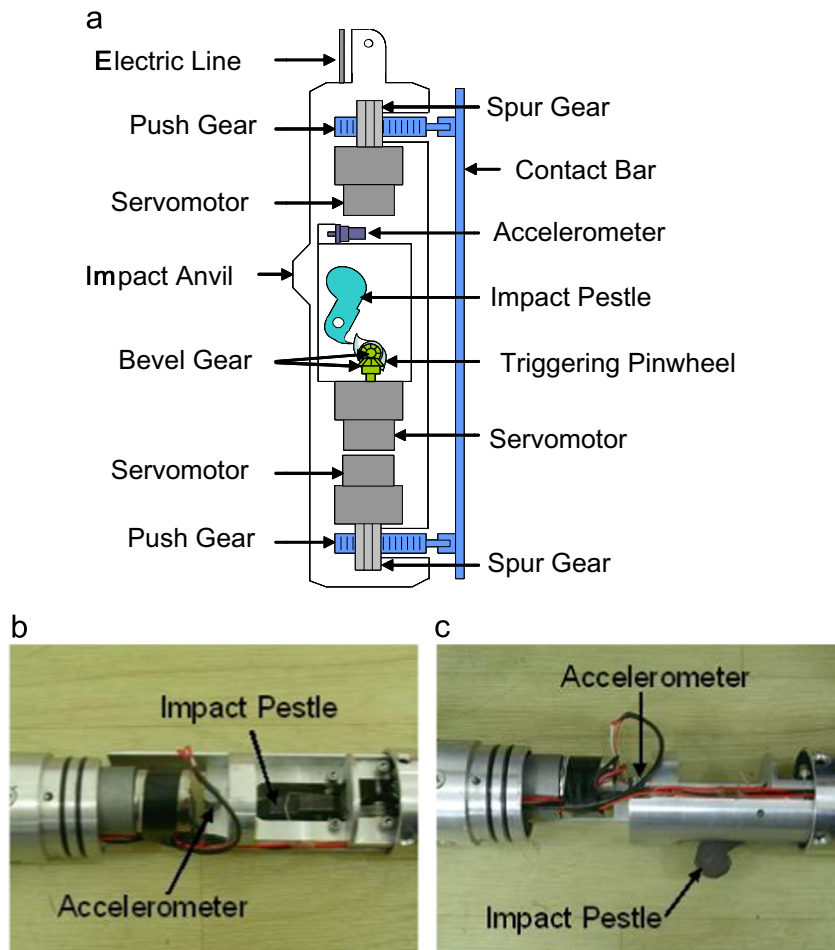 a
Electric Line
Spur Gear
Push Gear
Contact Bar
Servomotor
Accelerometer
Impact Anvil
Impact Pestle
Bevel Gear
Triggering Pinwheel
Servomotor
Servomotor
Push Gear
Spur Gear
b
c
Impact Pestle
Accelerometer
Accelerometer
Impact Pestle